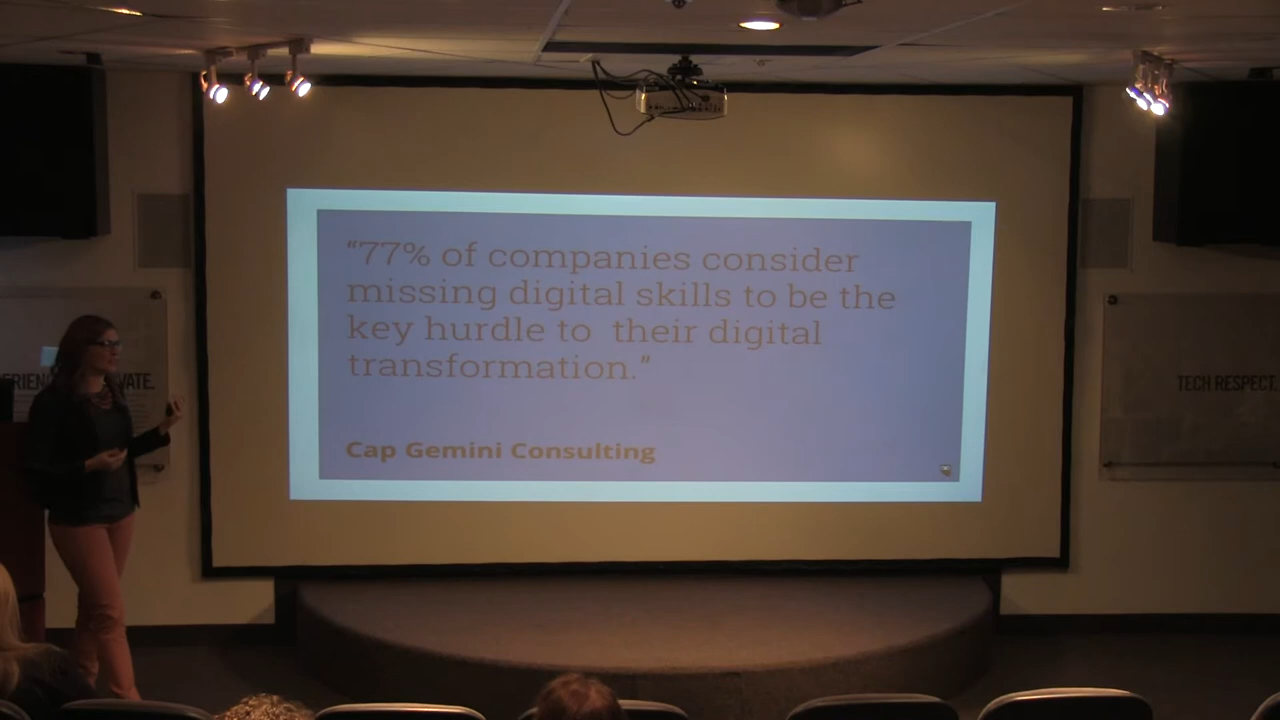 “77% of companies consider
missing digital skills to be the
key hurdle to their digital
transformation.”
Cap Gemini Consulting
TECH RESPECT.